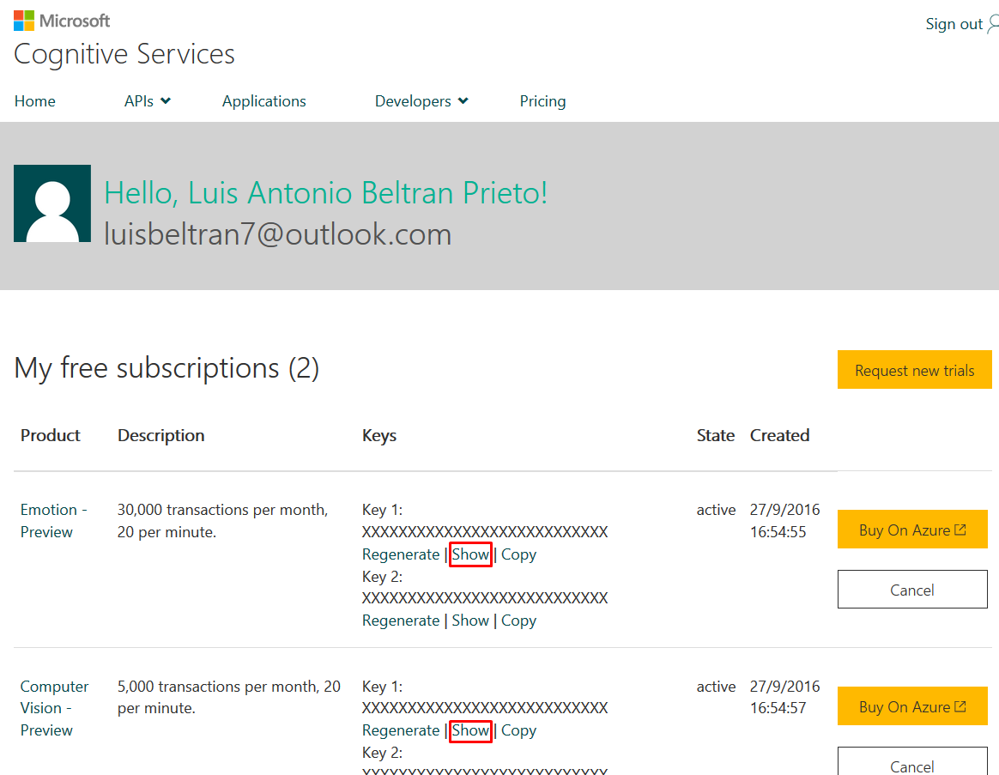 Microsoft
Sign out
Cognitive Services
Home APIs Applications Developers Pricing
Hello, Luis Antonio Beltran Prieto!
luisbeltran7@outlook.com
My free subscriptions (2)
Request new trials
Product Description Keys State Created
Emotion - Preview
30,000 transactions per month,
20 per minute.
Key 1:
XXXXXXXXXXXXXXXXXXXXXXXXXXX
Regenerate | Show | Copy
Key 2:
XXXXXXXXXXXXXXXXXXXXXXXXXXX
Regenerate | Show | Copy
active
27/9/2016
16:54:55
Buy On Azure
Cancel
Computer
Vision -
Preview
5,000 transactions per month, 20
per minute.
Key 1:
XXXXXXXXXXXXXXXXXXXXXXXXXXX
Regenerate | Show | Copy
Key 2:
XXXXXXXXXXXXXXXXXXXXXXXXXXX
active
27/9/2016
16:54:57
Buy On Azure
Cancel